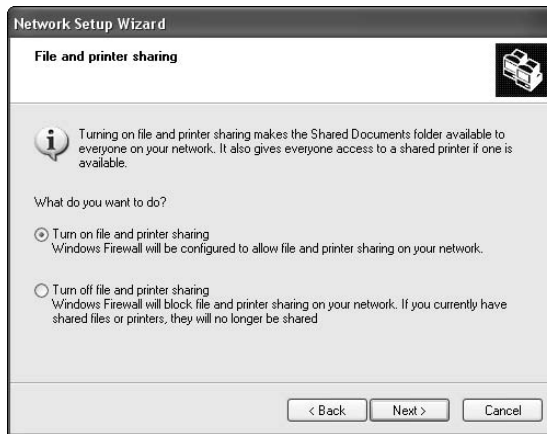 Network Setup Wizard
File and printer sharing
Turning on file and printer sharing makes the Shared Documents folder available to
everyone on your network. It also gives everyone access to a shared printer if one is
available.
What do you want to do?
Turn on file and printer sharing
Windows Firewall will be configured to allow file and printer sharing on your network.
Turn off file and printer sharing
Windows Firewall will block file and printer sharing on your network. If you currently have
shared files or printers, they will no longer be shared
< Back Next > Cancel